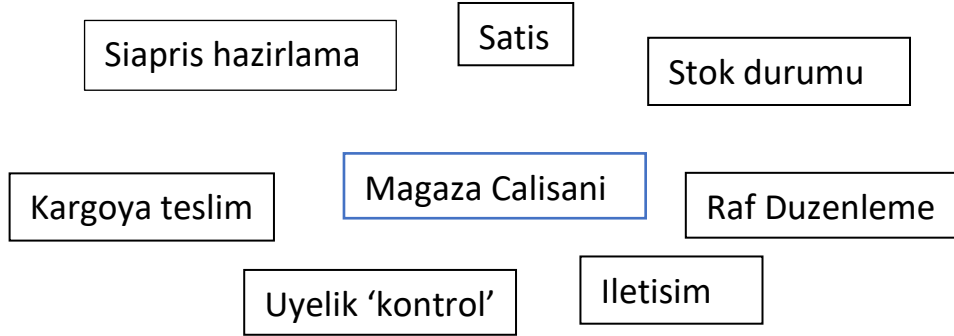 Siapris hazirlama
Satis
Stok durumu
Kargoya teslim
Magaza Calisani
Raf Duzenleme
Uyelik ‘kontrol’
Iletisim